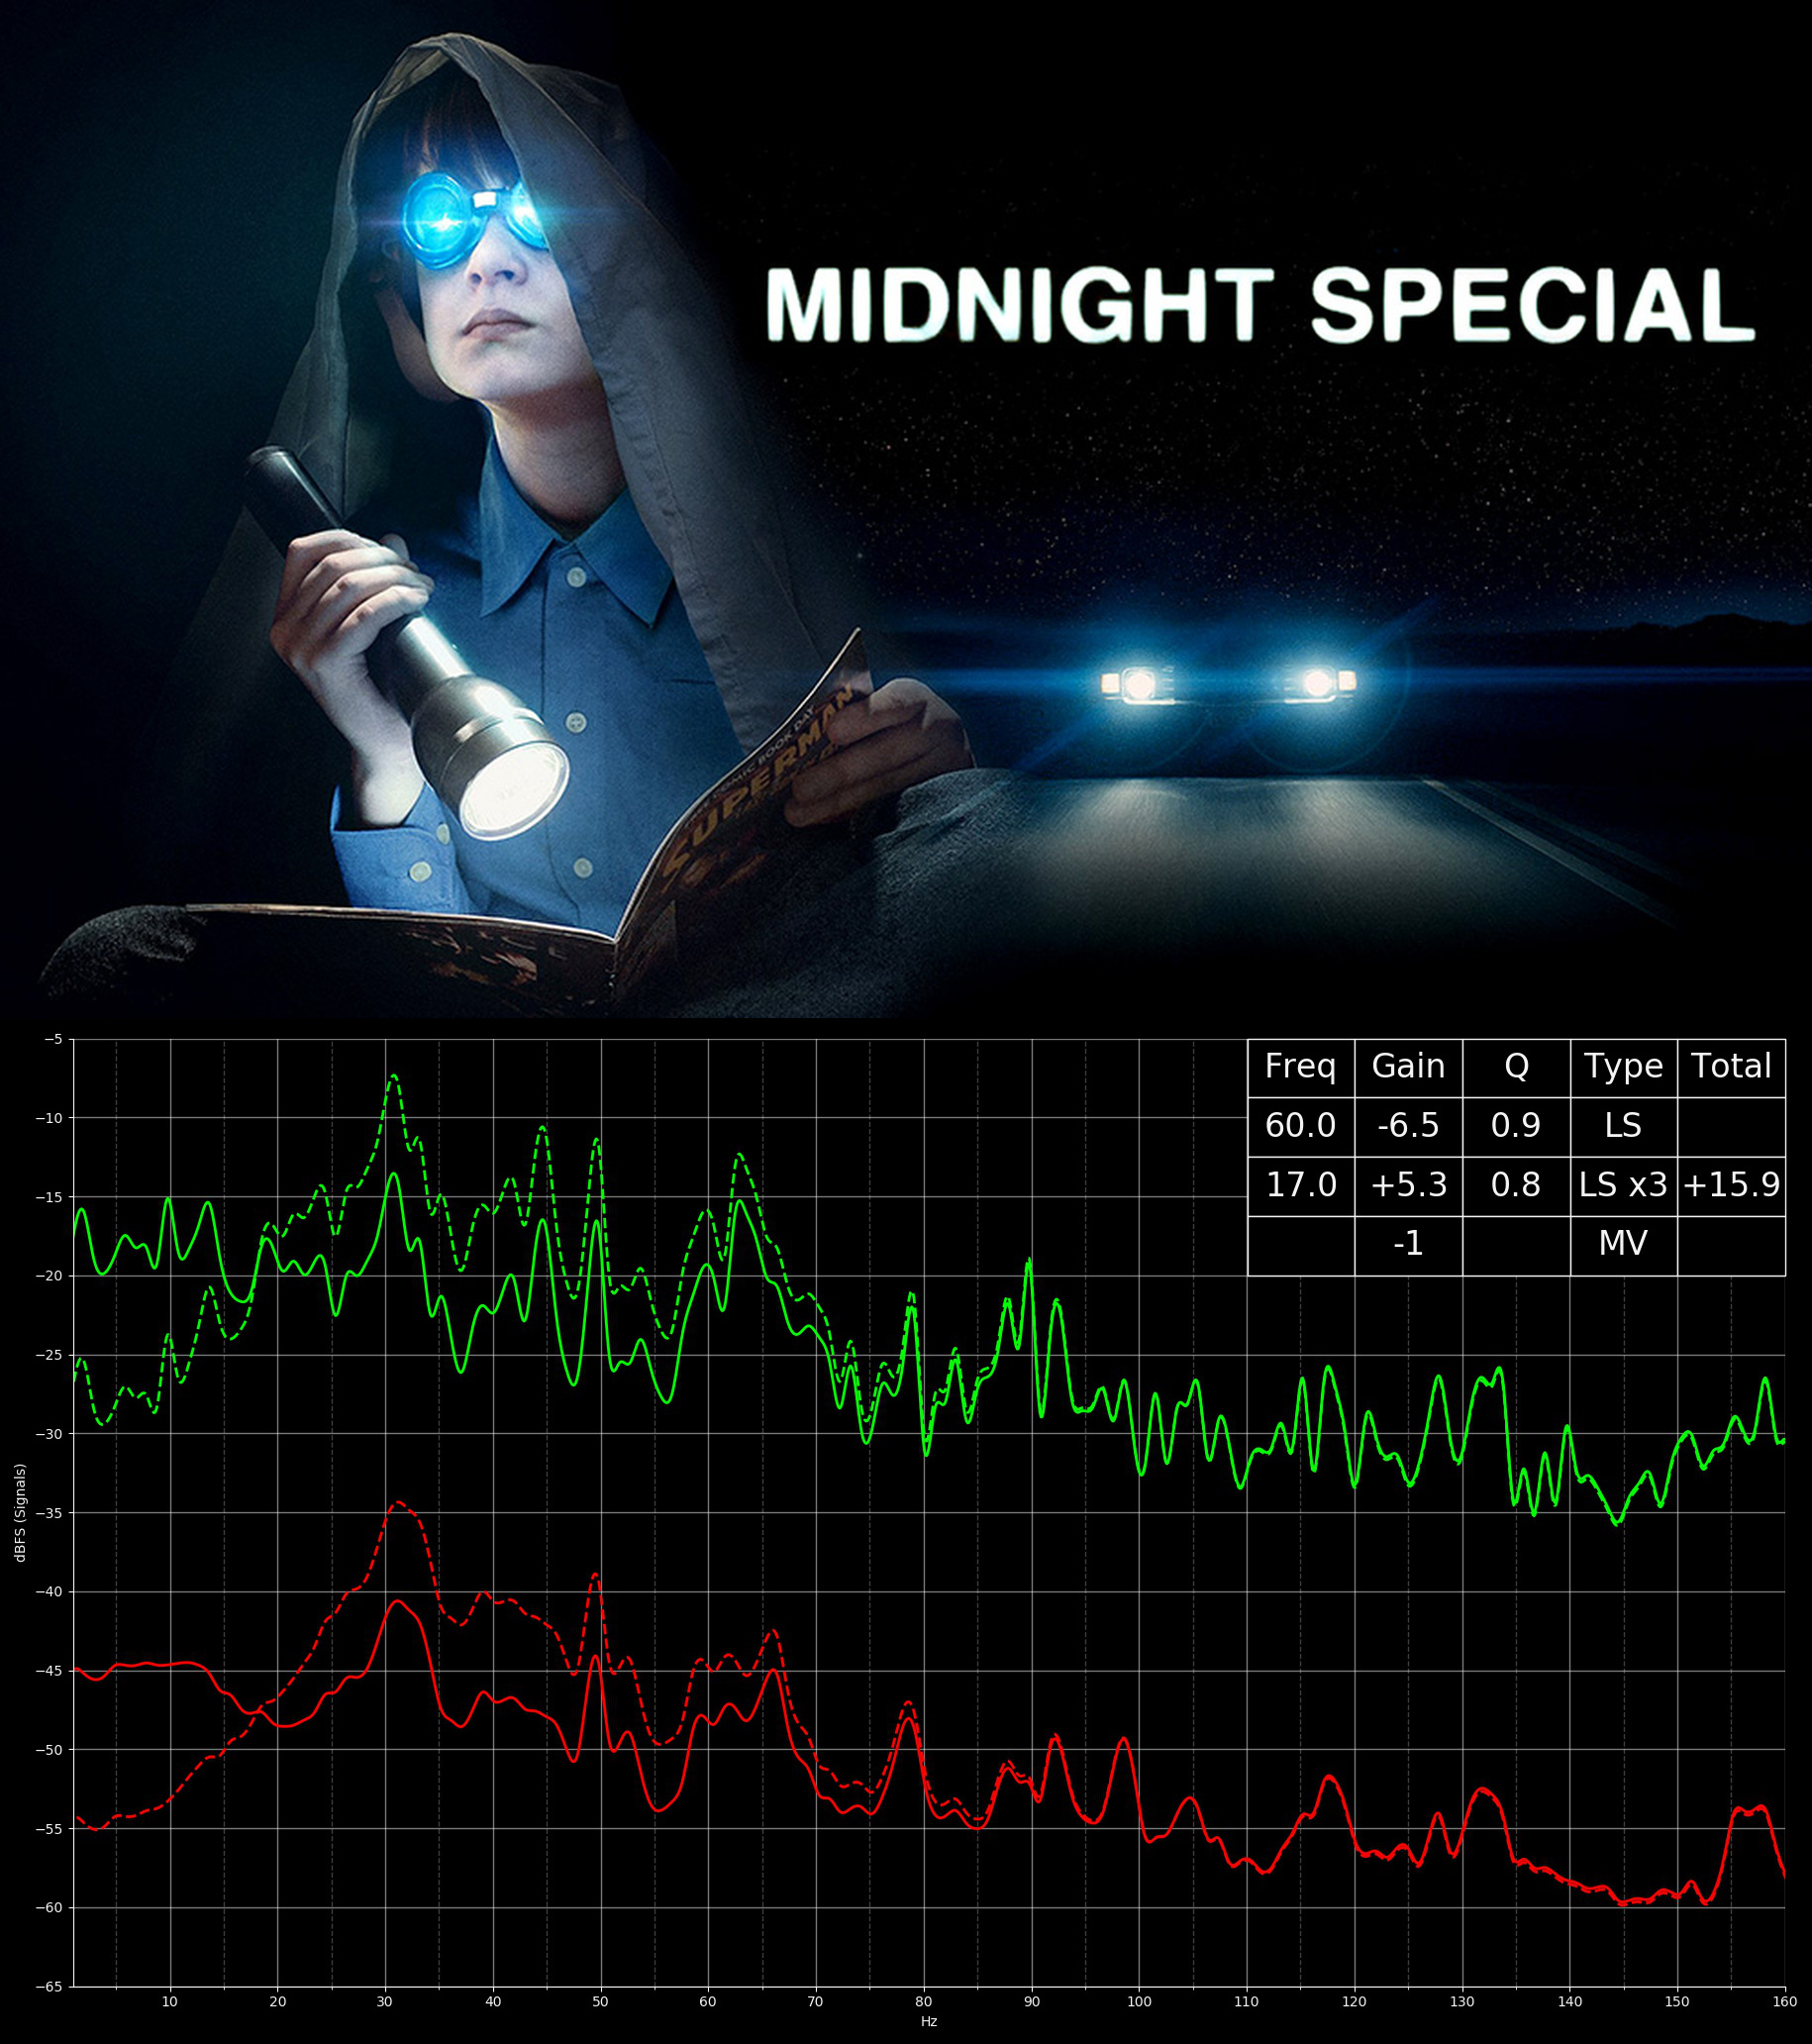 MIDNIGHT SPECIAL
COMIC BOOK DAY
SUPERMAN
Freq Gain Q Type Total
60.0 -6.5 0.9 LS
17.0 +5.3 0.8 LS x3 +15.9
-1 MV
−5
−10
−15
−20
−25
−30
−35
−40
−45
−50
−55
−60
−65
dBFS (Signals)
10 20 30 40 50 60 70 80 90 100 110 120 130 140 150 160
Hz